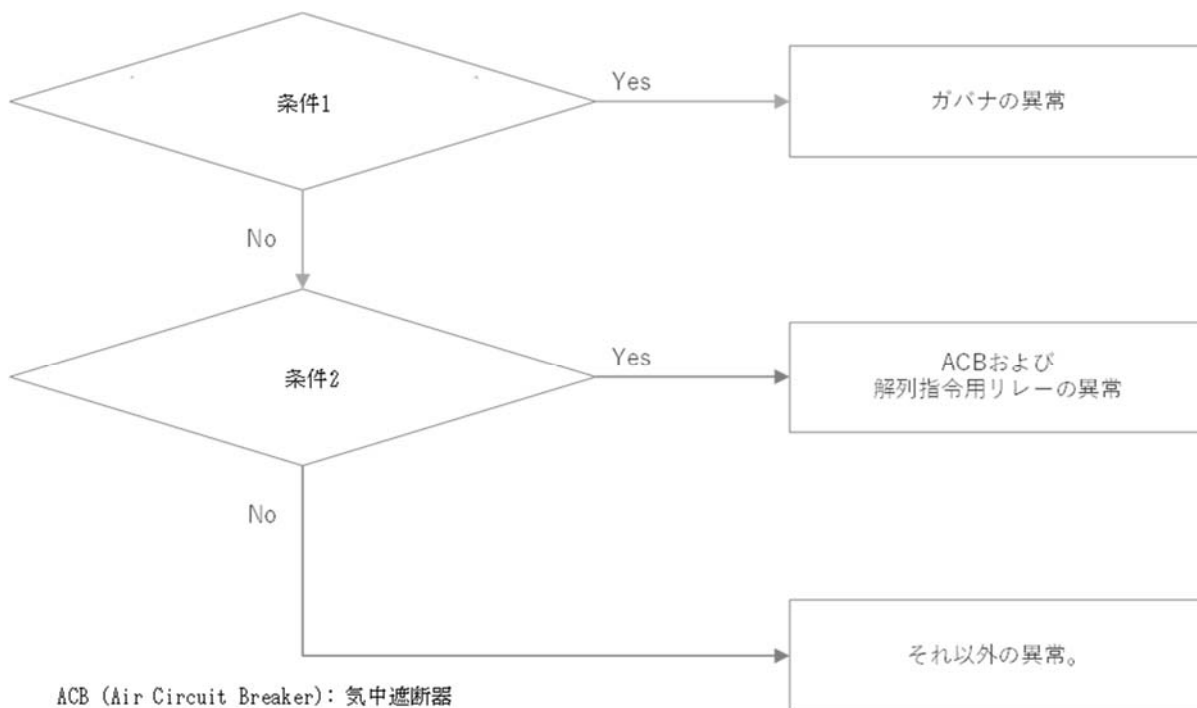 条件1
Yes
ガバナの異常
No
条件2
Yes
ACBおよび
解列指令用リレーの異常
No
それ以外の異常。
ACB (Air Circuit Breaker): 気中遮断器